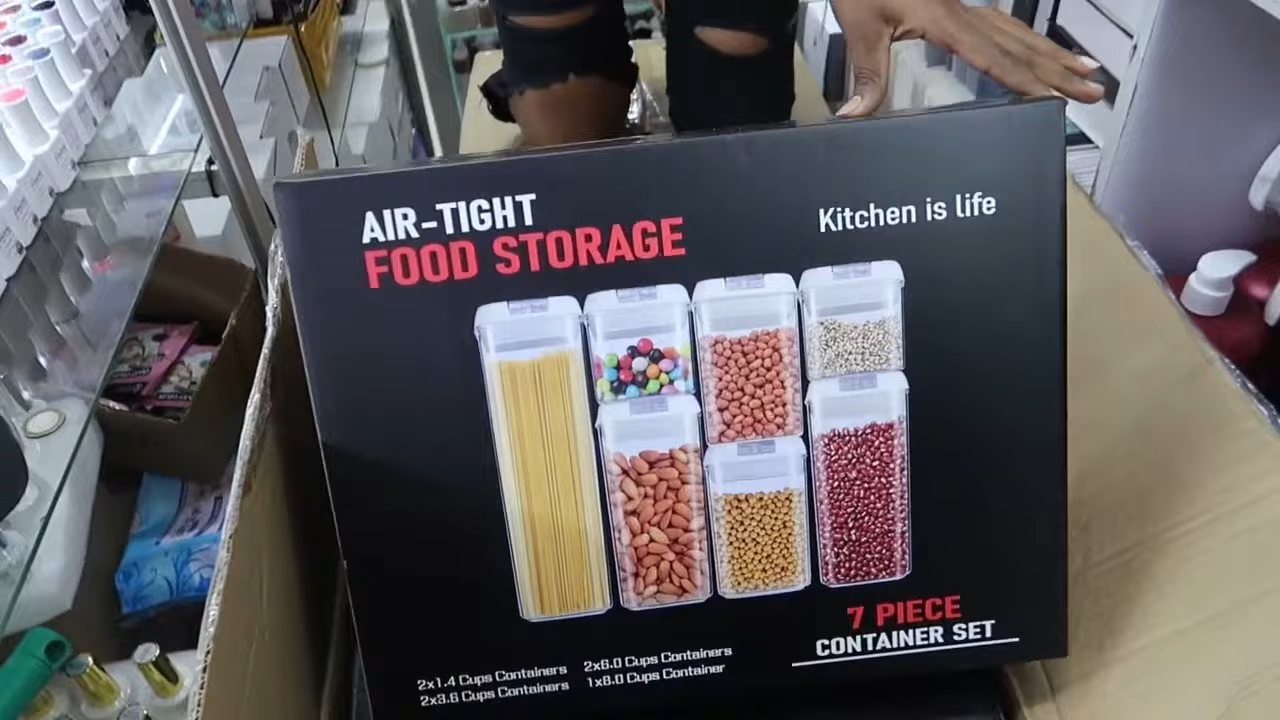 AIR-TIGHT
FOOD STORAGE
Kitchen is life
7 PIECE
CONTAINER SET
2x1.4 Cups Containers
2x3.6 Cups Containers
2x6.0 Cups Containers
1x8.0 Cups Container